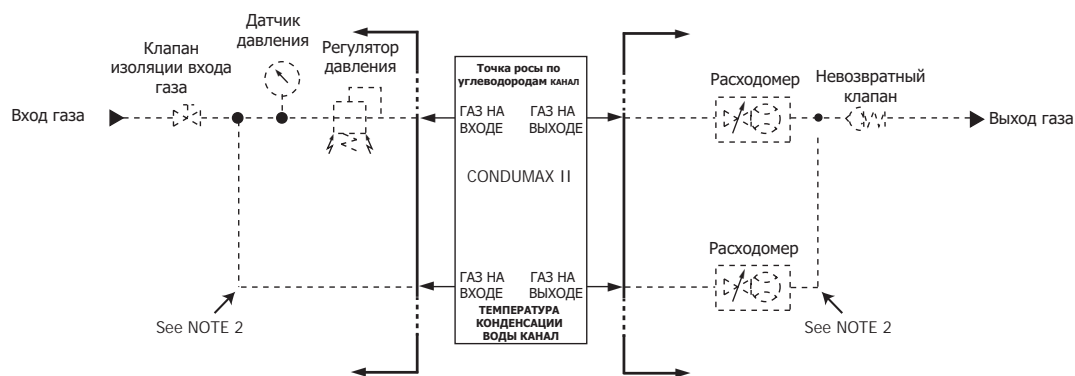 Датчик
давления
Клапан
изоляции входа
газа
Регулятор
давления
Вход газа
Точка росы по
углеводородам КАНАЛ
ГАЗ НА
ВХОДЕ
ГАЗ НА
ВЫХОДЕ
CONDUMAX II
ГАЗ НА
ВХОДЕ
ГАЗ НА
ВЫХОДЕ
ТЕМПЕРАТУРА
КОНДЕНСАЦИИ
ВОДЫ КАНАЛ
Расходомер
Невозвратный
клапан
Выход газа
Расходомер
See NOTE 2
See NOTE 2